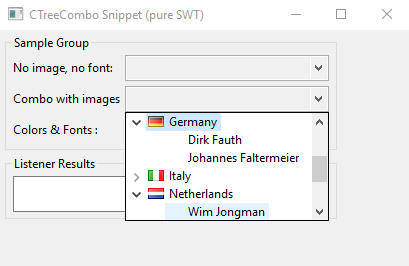 CTreeCombo Snippet (pure SWT)
Sample Group
No image, no font:
Combo with images
Germany
Dirk Fauth
Colors & Fonts :
Johannes Faltermeier
Listener Results
Italy
Netherlands
Wim Jongman